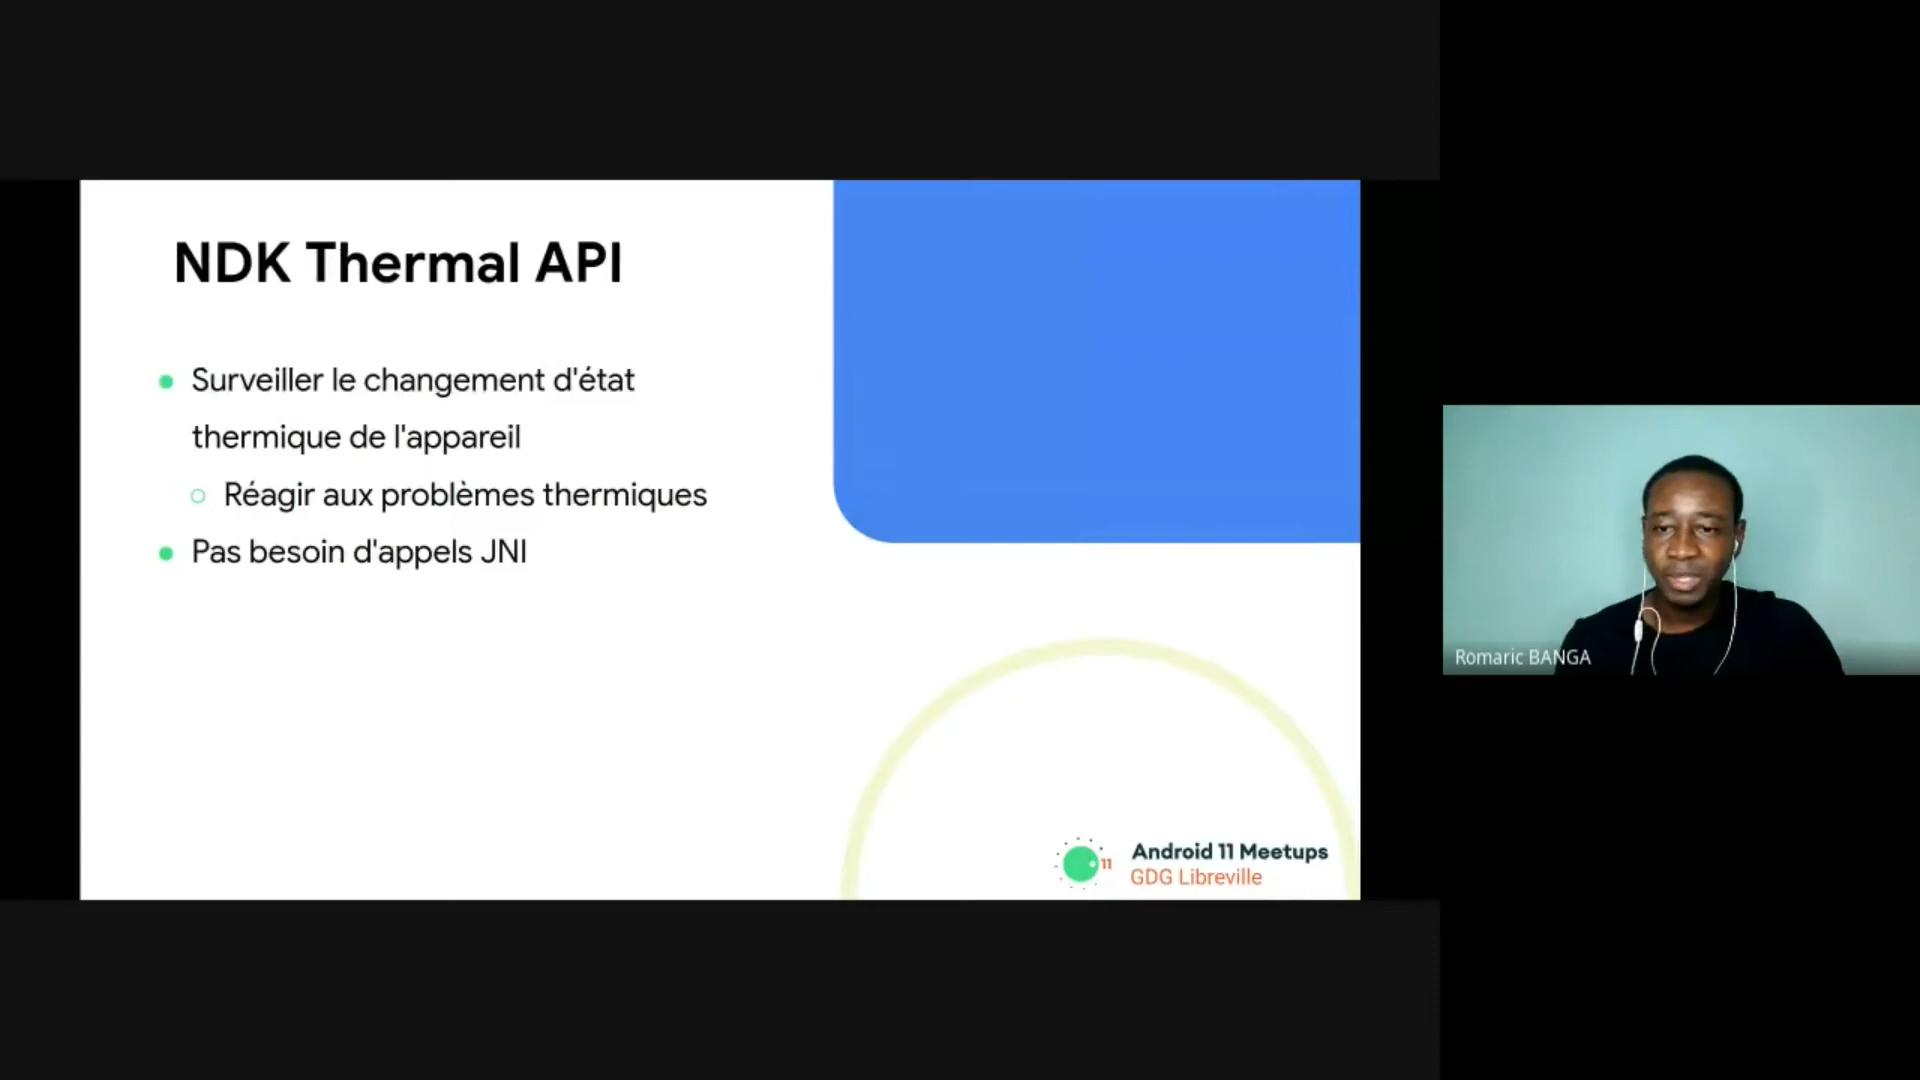 NDK Thermal API
Surveiller le changement d'état
thermique de l'appareil
Réagir aux problèmes thermiques
Pas besoin d'appels JNI
11
Android 11 Meetups
GDG Libreville
Romaric BANGA